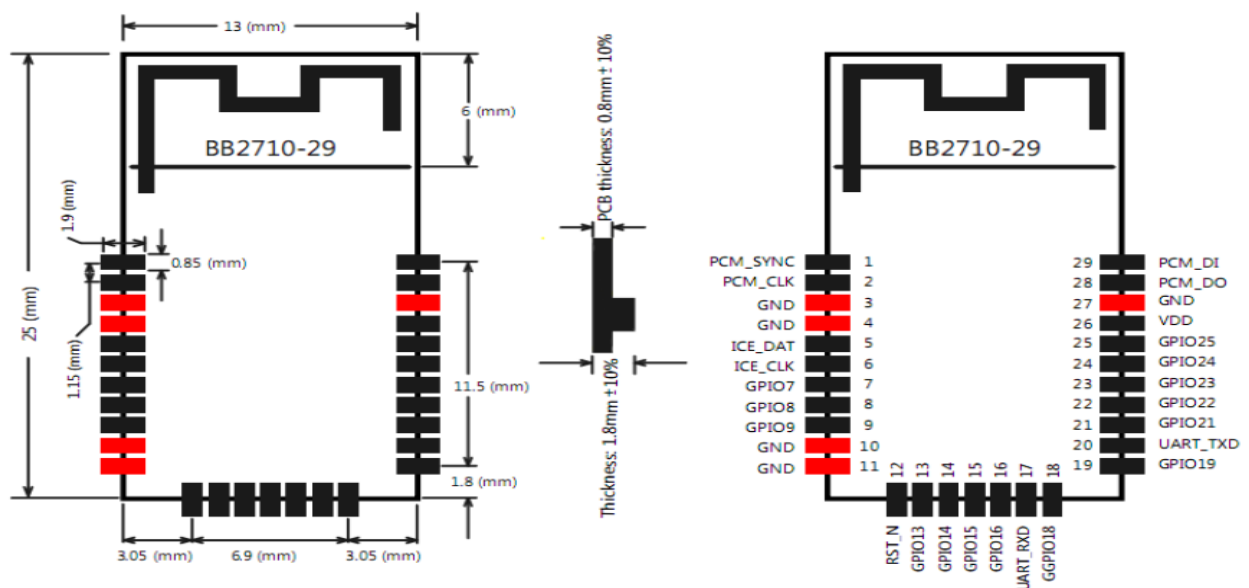 13 (mm)
6 (mm)
BB2710-29
1.9 (mm)
0.85 (mm)
25 (mm)
1.15 (mm)
11.5 (mm)
1.8 (mm)
3.05 (mm)
6.9 (mm)
3.05 (mm)
PCB thickness: 0.8mm ± 10%
Thickness: 1.8mm ±10%
BB2710-29
PCM_SYNC 1
PCM_CLK 2
GND 3
GND 4
ICE_DAT 5
ICE_CLK 6
GPIO7 7
GPIO8 8
GPIO9 9
GND 10
GND 11
29 PCM_DI
28 PCM_DO
27 GND
26 VDD
25 GPIO25
24 GPIO24
23 GPIO23
22 GPIO22
21 GPIO21
20 UART_TXD
19 GPIO19
12 RST_N
13 GPIO13
14 GPIO14
15 GPIO15
16 GPIO16
17 UART_RXD
18 GGPIO18